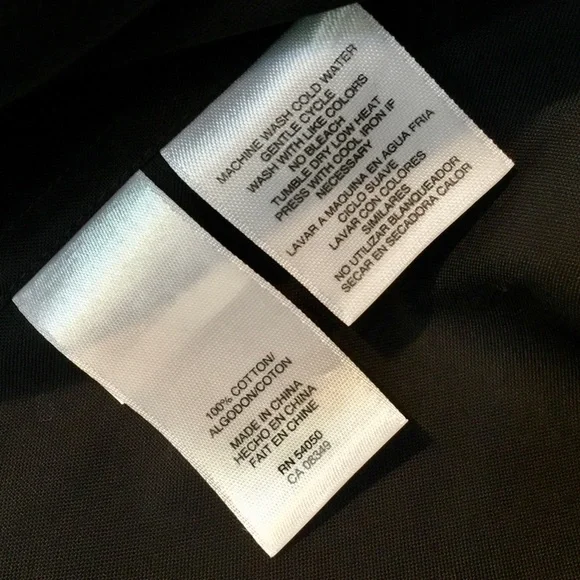 MACHINE WASH COLD WATER
GENTLE CYCLE
WASH WITH LIKE COLORS
NO BLEACH
TUMBLE DRY LOW HEAT
PRESS WITH COOL IRON IF
NECESSARY
LAVAR A MAQUINA EN AGUA FRIA
CICLO SUAVE
LAVAR CON COLORES
SIMILARES
NO UTILIZAR BLANQUEADOR
SECAR EN SECADORA CALOR
100% COTTON/
ALGODON/COTON
MADE IN CHINA
HECHO EN CHINA
FAIT EN CHINE
RN 54050
CA 08349